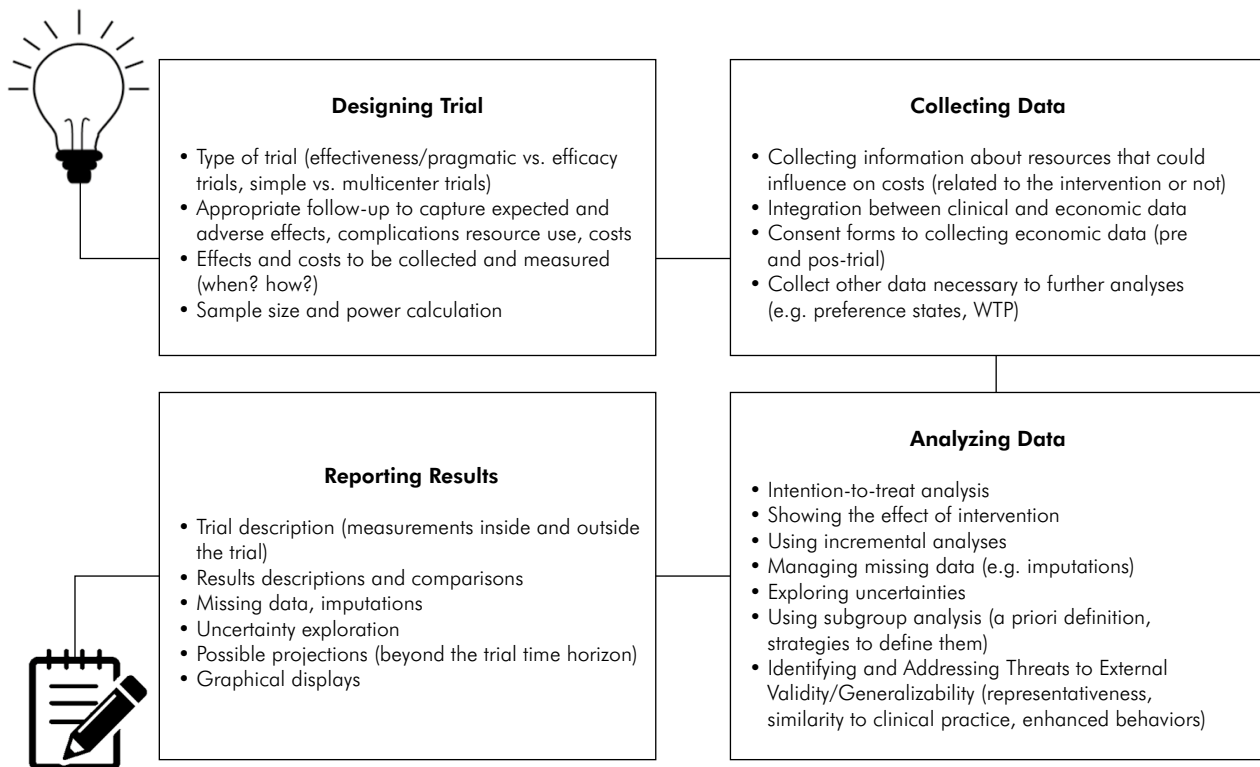 Designing Trial
• Type of trial (effectiveness/pragmatic vs. efficacy
trials, simple vs. multicenter trials)
• Appropriate follow-up to capture expected and
adverse effects, complications resource use, costs
• Effects and costs to be collected and measured
(when? how?)
• Sample size and power calculation
Collecting Data
• Collecting information about resources that could
influence on costs (related to the intervention or not)
• Integration between clinical and economic data
• Consent forms to collecting economic data (pre
and pos-trial)
• Collect other data necessary to further analyses
(e.g. preference states, WTP)
Analyzing Data
• Intention-to-treat analysis
• Showing the effect of intervention
• Using incremental analyses
• Managing missing data (e.g. imputations)
• Exploring uncertainties
• Using subgroup analysis (a priori definition,
strategies to define them)
• Identifying and Addressing Threats to External
Validity/Generalizability (representativeness,
similarity to clinical practice, enhanced behaviors)
Reporting Results
• Trial description (measurements inside and outside
the trial)
• Results descriptions and comparisons
• Missing data, imputations
• Uncertainty exploration
• Possible projections (beyond the trial time horizon)
• Graphical displays